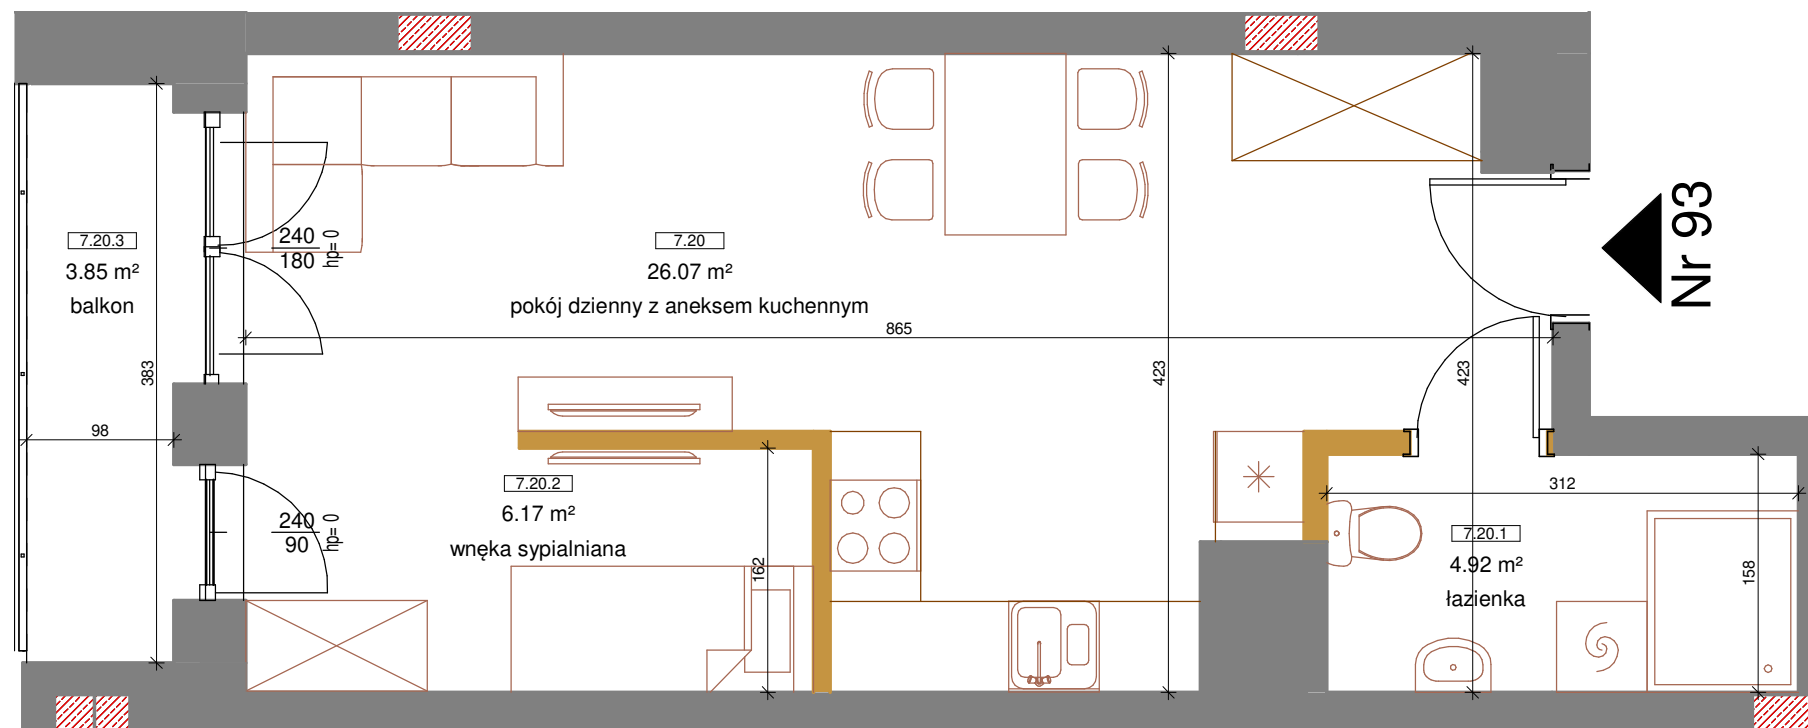 7.20.3
3.85 m²
balkon
240
180
hp= 0
7.20
26.07 m²
pokój dzienny z aneksem kuchennym
865
Nr 93
383
98
423
423
7.20.2
6.17 m²
wnęka sypialniana
240
90
hp= 0
162
312
7.20.1
4.92 m²
łazienka
158